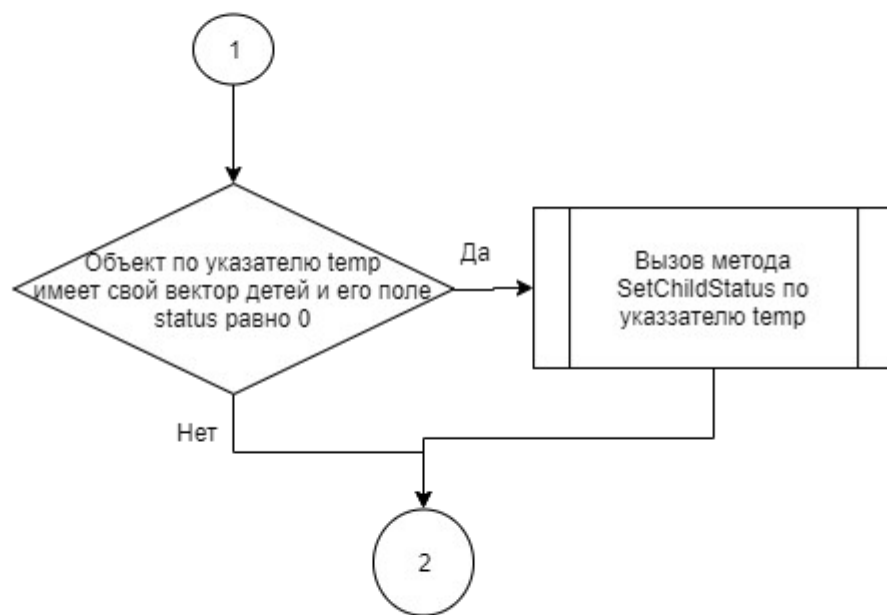 1
Объект по указателю temp
имеет свой вектор детей и его поле
status равно 0
Да
Вызов метода
SetChildStatus по
указзателю temp
Нет
2